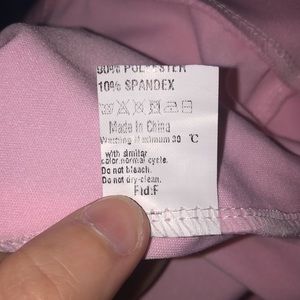 90% POLYESTER
10% SPANDEX
Made In China
Washing Maximum 30 ℃
with similar
color,normal cycle.
Do not bleach.
Do not dry-clean.
Fld:F